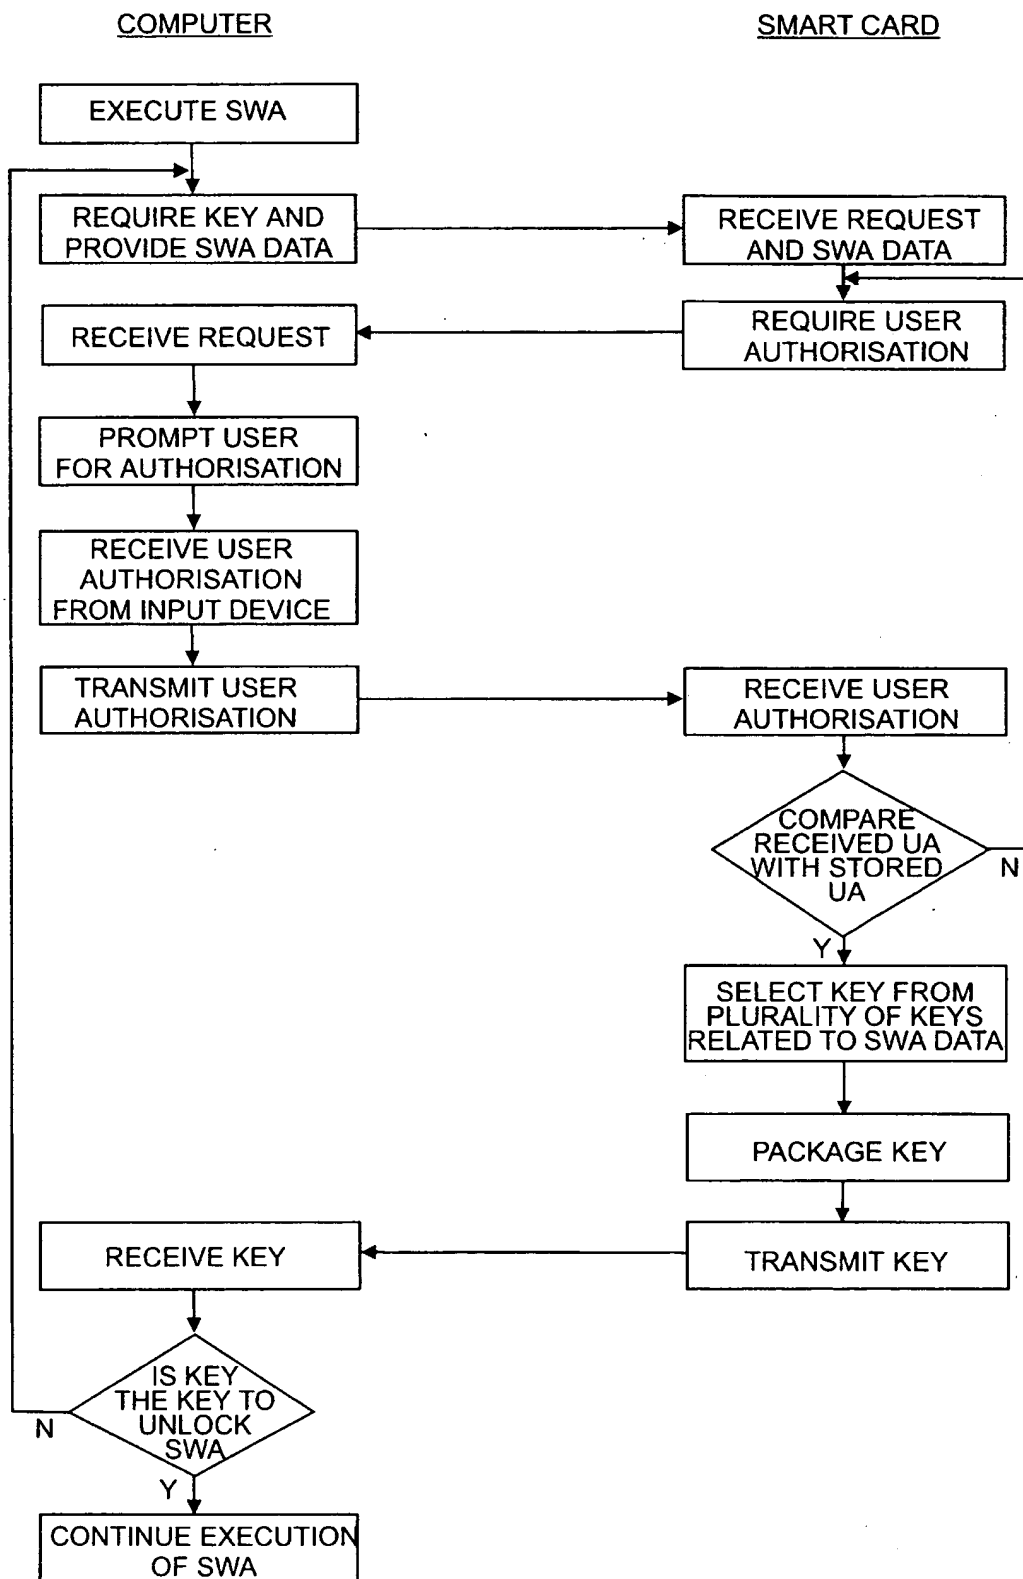 COMPUTER
SMART CARD
EXECUTE SWA
REQUIRE KEY AND
PROVIDE SWA DATA
RECEIVE REQUEST
AND SWA DATA
RECEIVE REQUEST
REQUIRE USER
AUTHORISATION
PROMPT USER
FOR AUTHORISATION
RECEIVE USER
AUTHORISATION
FROM INPUT DEVICE
TRANSMIT USER
AUTHORISATION
RECEIVE USER
AUTHORISATION
COMPARE
RECEIVED UA
WITH STORED
UA
N
Y
SELECT KEY FROM
PLURALITY OF KEYS
RELATED TO SWA DATA
PACKAGE KEY
TRANSMIT KEY
RECEIVE KEY
IS KEY
THE KEY TO
UNLOCK
SWA
N
Y
CONTINUE EXECUTION
OF SWA